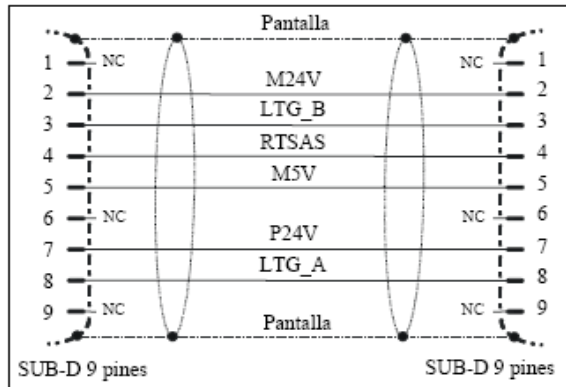 Pantalla
1 NC NC 1
2 M24V 2
3 LTG_B 3
4 RTSAS 4
5 M5V 5
6 NC NC 6
7 P24V 7
8 LTG_A 8
9 NC NC 9
Pantalla
SUB-D 9 pines SUB-D 9 pines